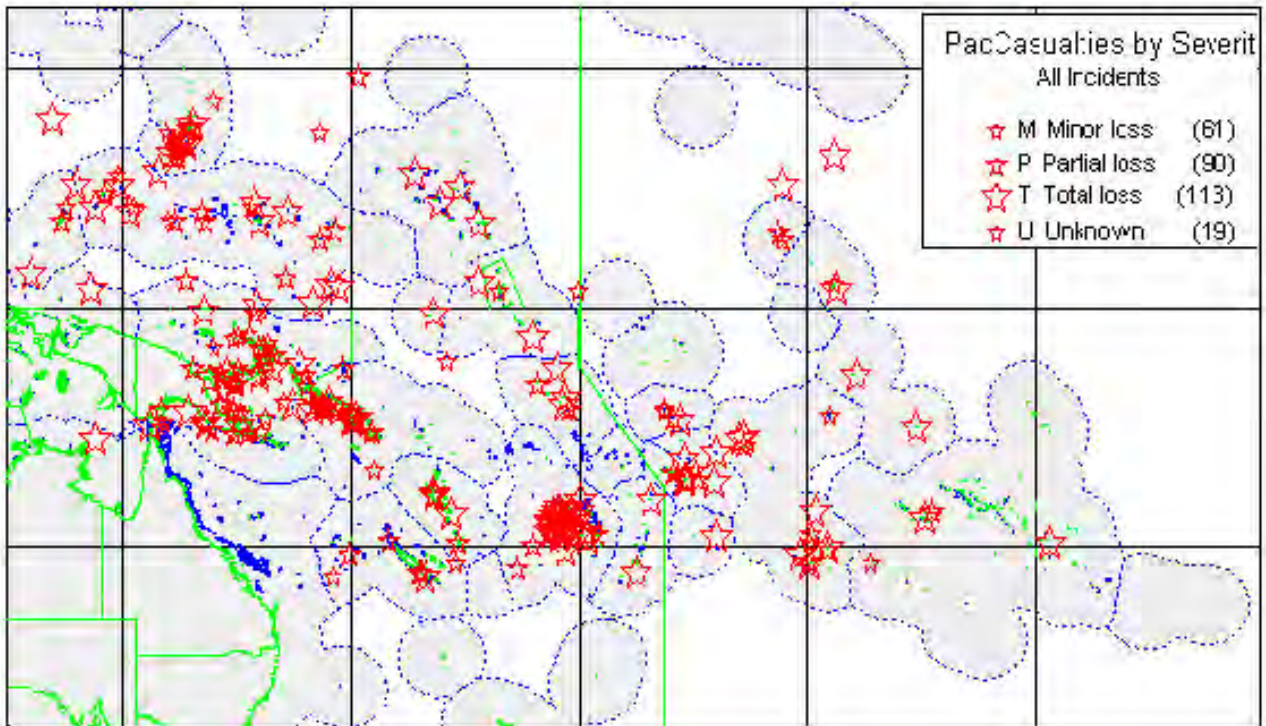 PacCasualties by Severit
All Incidents
M Minor loss (61)
P Partial loss (90)
T Total loss (113)
U Unknown (19)